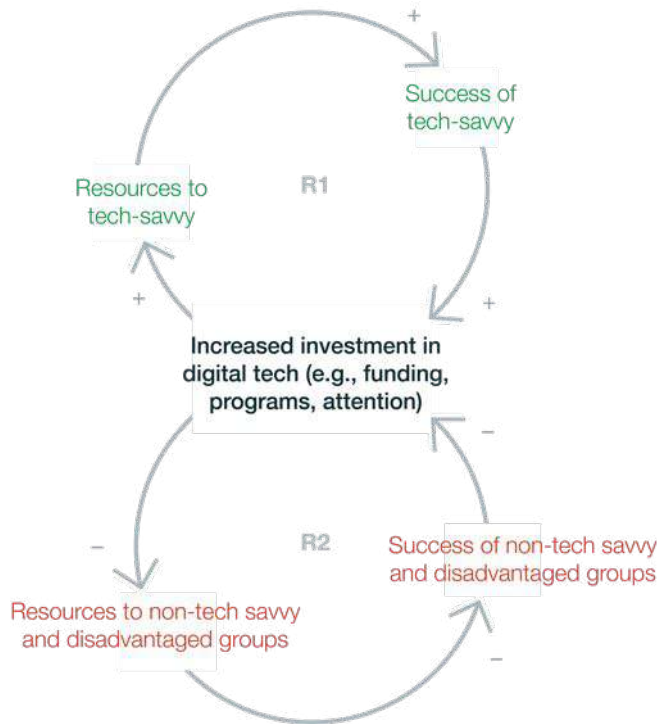 +
Success of
tech-savvy
Resources to
tech-savvy
R1
+
+
Increased investment in
digital tech (e.g., funding,
programs, attention)
–
–
R2
Success of non-tech savvy
and disadvantaged groups
Resources to non-tech savvy
and disadvantaged groups
–